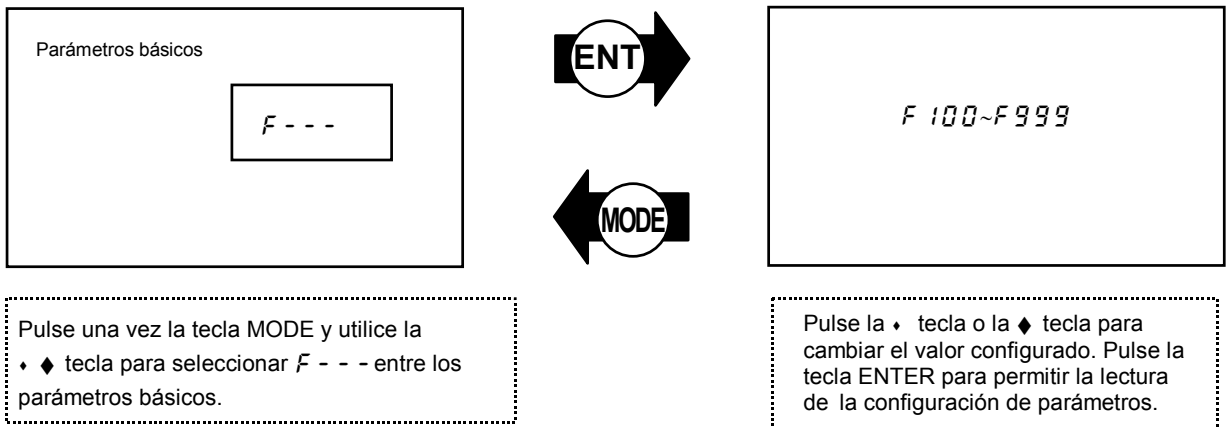 Parámetros básicos
F - - -
ENT
MODE
F 100~F999
Pulse una vez la tecla MODE y utilice la
⬧ ◆ tecla para seleccionar F - - - entre los
parámetros básicos.
Pulse la ⬧ tecla o la ◆ tecla para
cambiar el valor configurado. Pulse la
tecla ENTER para permitir la lectura
de la configuración de parámetros.